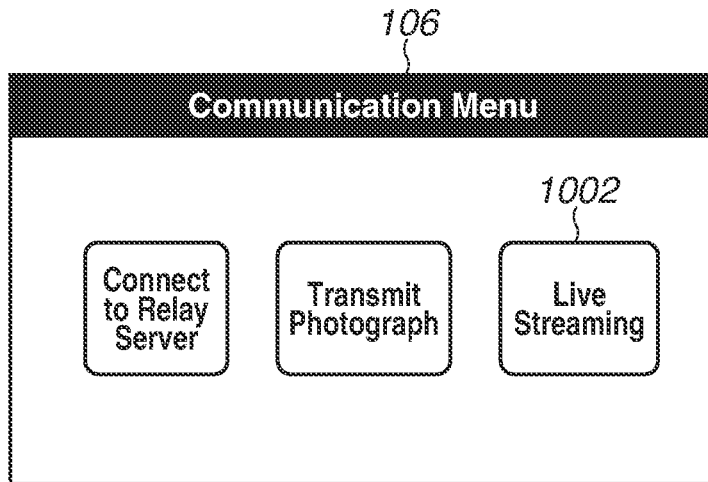 106
Communication Menu
1002
Connect
to Relay
Server
Transmit
Photograph
Live
Streaming